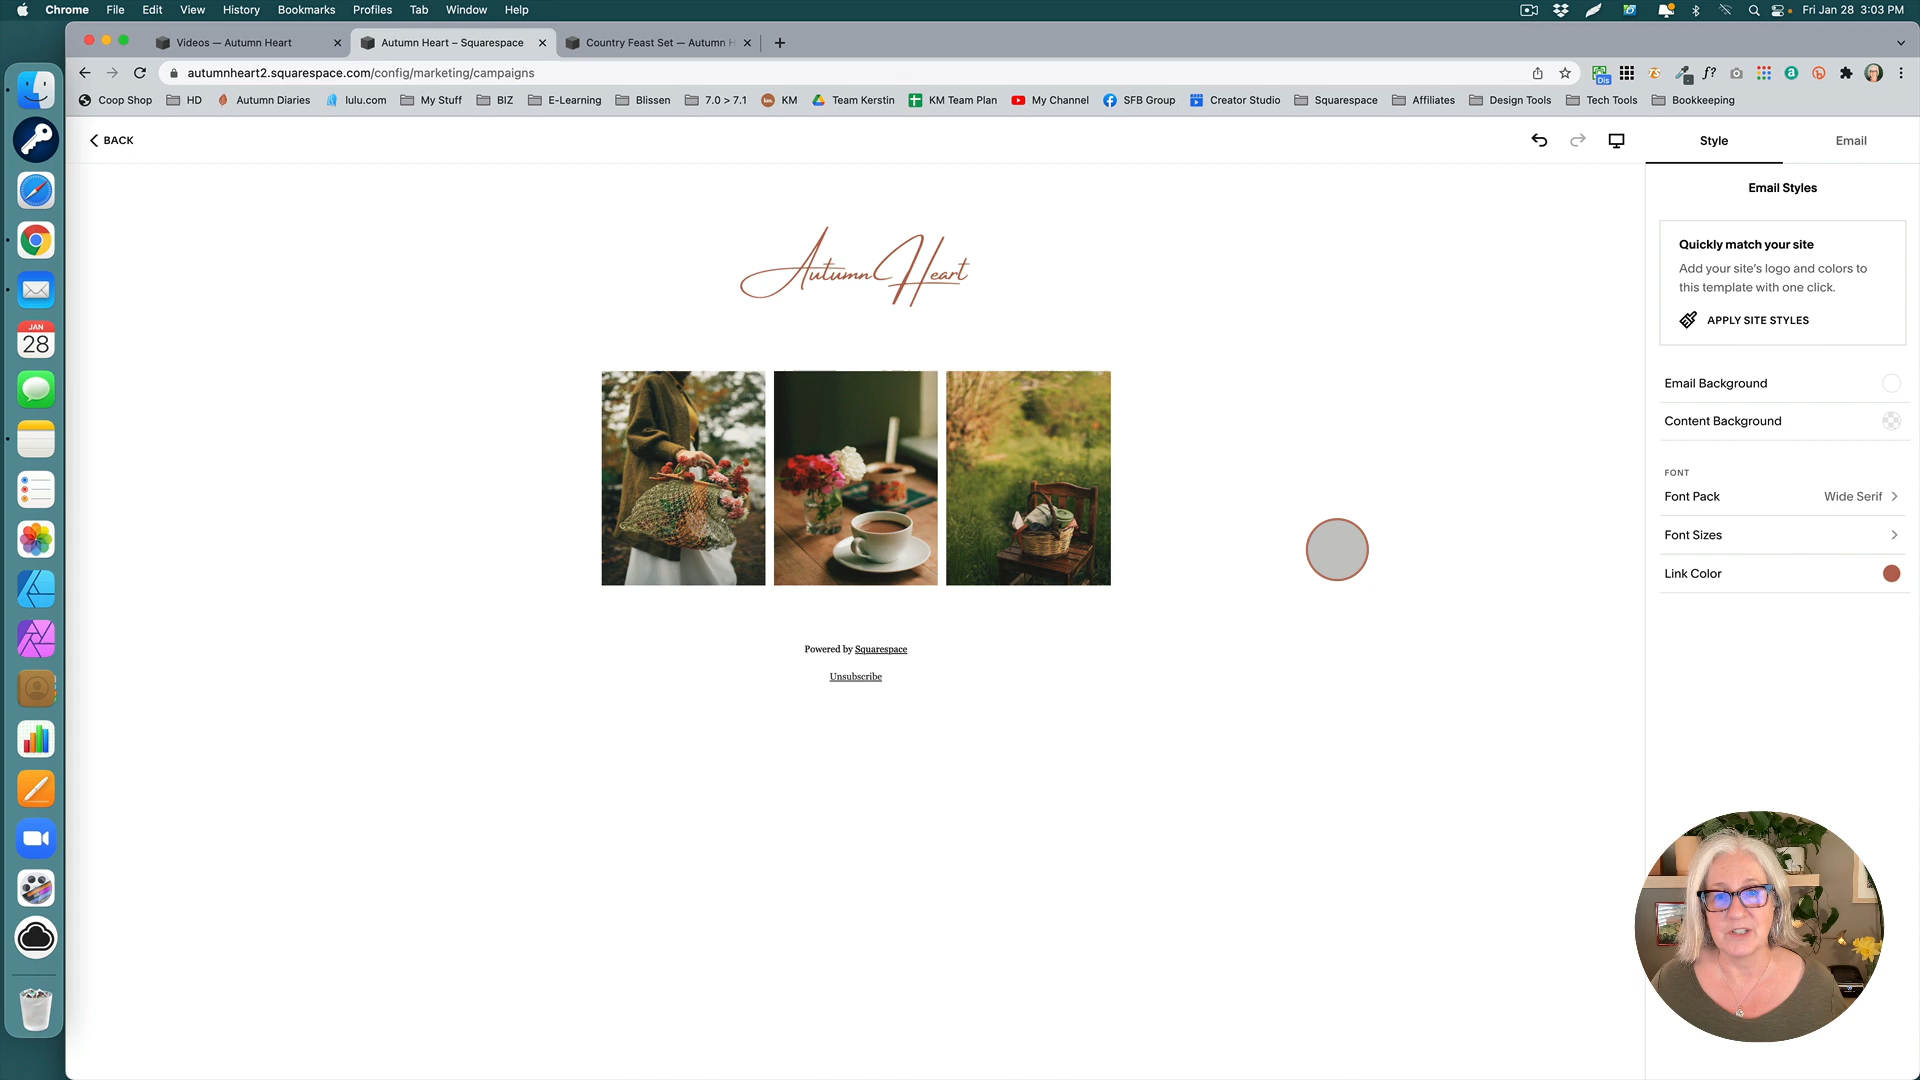 Chrome File Edit View History Bookmarks Profiles Tab Window Help
Fri Jan 28 3:03 PM
Videos — Autumn Heart
Autumn Heart – Squarespace
Country Feast Set — Autumn H
autumnheart2.squarespace.com/config/marketing/campaigns
Dis
f?
Coop Shop HD Autumn Diaries lulu.com My Stuff BIZ E-Learning Blissen 7.0 > 7.1 KM Team Kerstin KM Team Plan My Channel SFB Group Creator Studio Squarespace Affiliates Design Tools Tech Tools Bookkeeping
BACK
Style
Email
Email Styles
Quickly match your site
Add your site's logo and colors to
this template with one click.
APPLY SITE STYLES
Email Background
Content Background
FONT
Font Pack Wide Serif
Font Sizes
Link Color
Autumn Heart
Powered by Squarespace
Unsubscribe
JAN
28